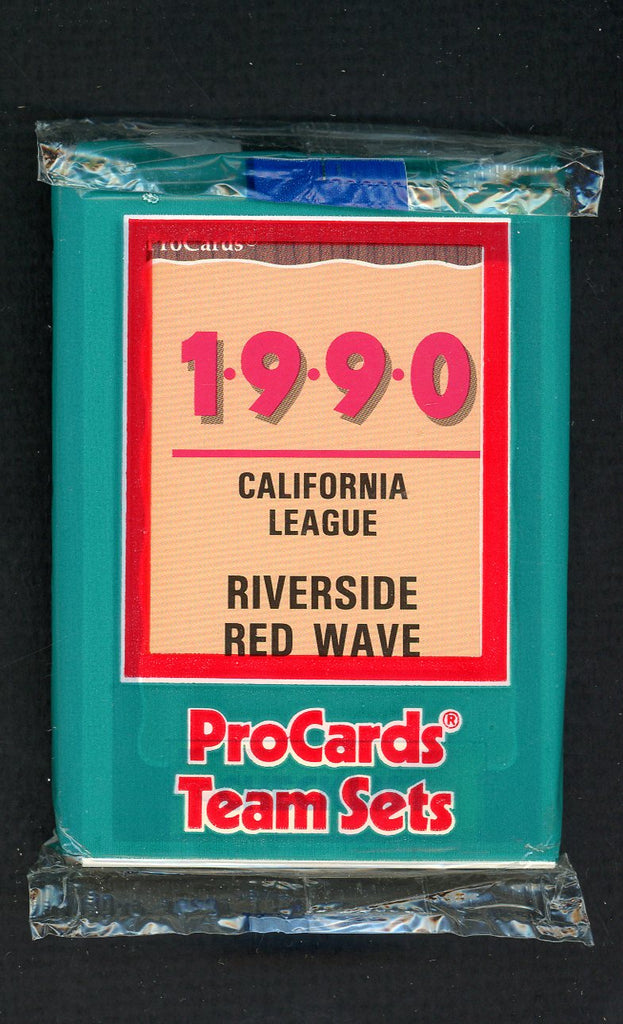 ProCards®
1·9·9·0
CALIFORNIA
LEAGUE
RIVERSIDE
RED WAVE
ProCards®
Team Sets